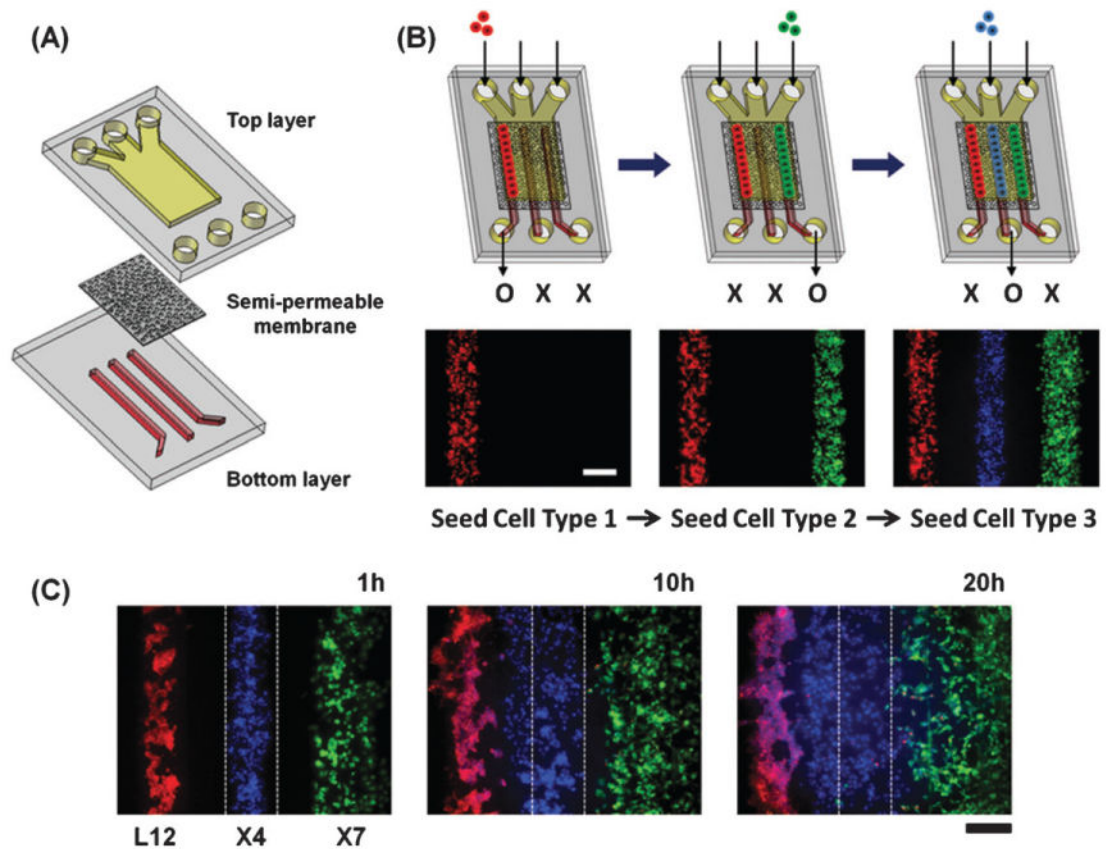 (A)
Top layer
Semi-permeable
membrane
Bottom layer
(B)
O X X
X X O
X O X
Seed Cell Type 1 → Seed Cell Type 2 → Seed Cell Type 3
(C)
1h
10h
20h
L12 X4 X7